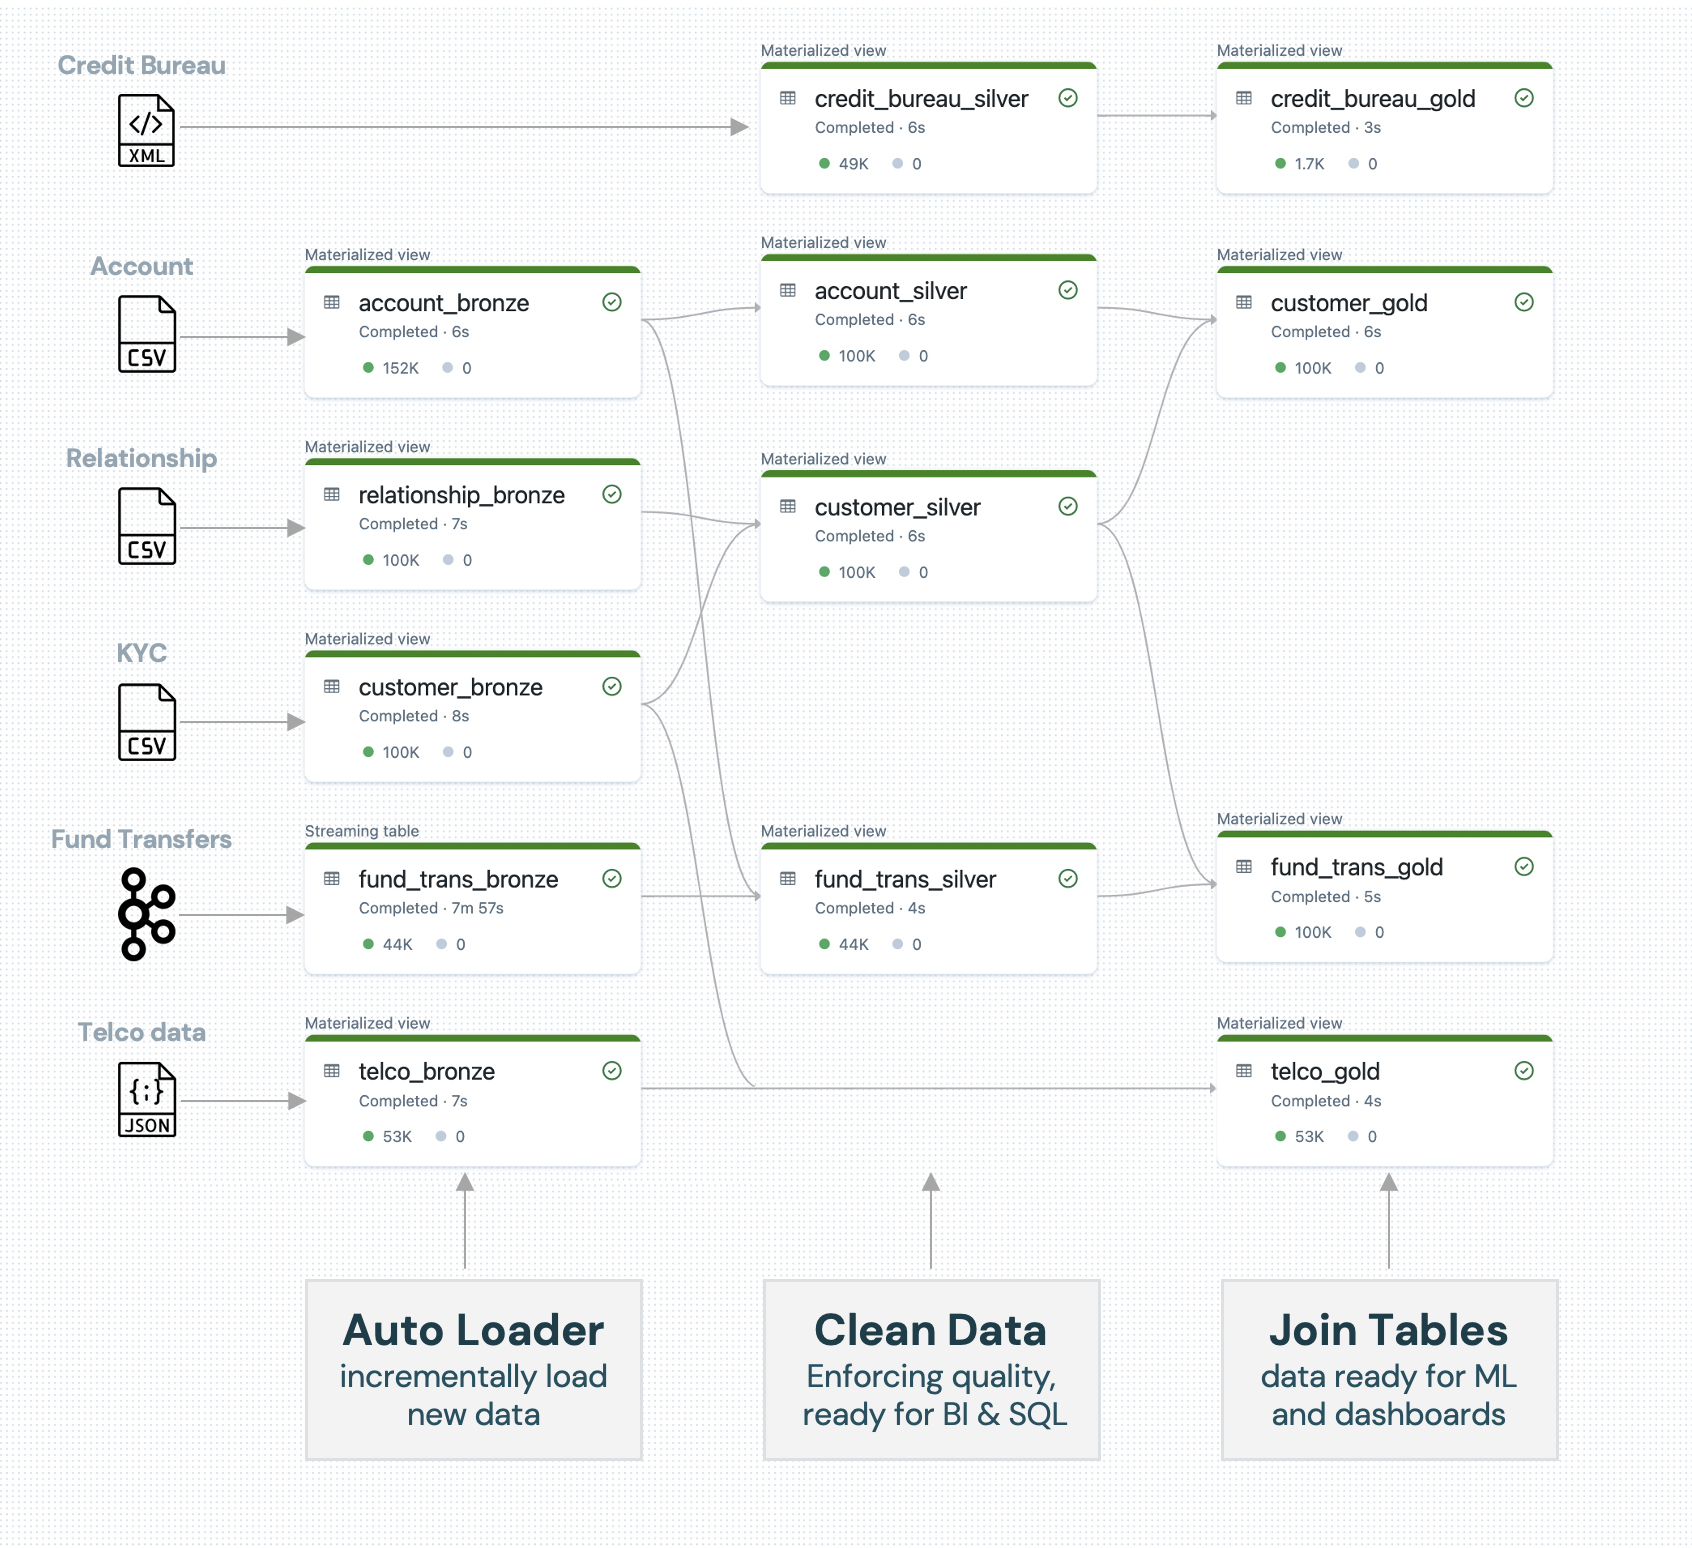 Credit Bureau
</>
XML
Materialized view
credit_bureau_silver
Completed · 6s
49K 0
Materialized view
credit_bureau_gold
Completed · 3s
1.7K 0
Account
CSV
Materialized view
account_bronze
Completed · 6s
152K 0
Materialized view
account_silver
Completed · 6s
100K 0
Materialized view
customer_gold
Completed · 6s
100K 0
Relationship
CSV
Materialized view
relationship_bronze
Completed · 7s
100K 0
Materialized view
customer_silver
Completed · 6s
100K 0
KYC
CSV
Materialized view
customer_bronze
Completed · 8s
100K 0
Fund Transfers
Streaming table
fund_trans_bronze
Completed · 7m 57s
44K 0
Materialized view
fund_trans_silver
Completed · 4s
44K 0
Materialized view
fund_trans_gold
Completed · 5s
100K 0
Telco data
{;}
JSON
Materialized view
telco_bronze
Completed · 7s
53K 0
Materialized view
telco_gold
Completed · 4s
53K 0
Auto Loader
incrementally load
new data
Clean Data
Enforcing quality,
ready for BI & SQL
Join Tables
data ready for ML
and dashboards